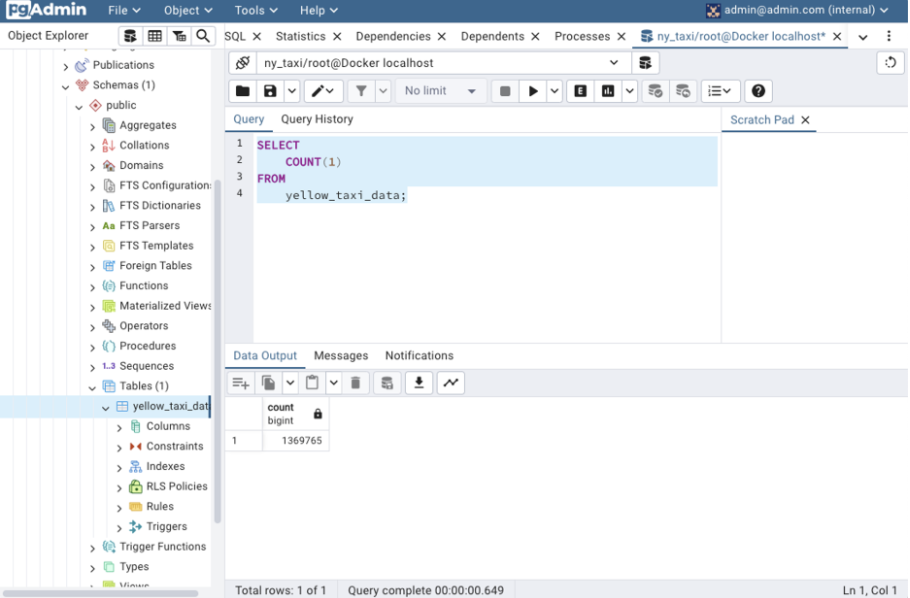 pgAdmin File Object Tools Help admin@admin.com (internal)
Object Explorer
SQL Statistics Dependencies Dependents Processes ny_taxi/root@Docker localhost*
Publications
Schemas (1)
public
Aggregates
Collations
Domains
FTS Configuration
FTS Dictionaries
FTS Parsers
FTS Templates
Foreign Tables
Functions
Materialized Views
Operators
Procedures
1..3 Sequences
Tables (1)
yellow_taxi_dat
Columns
Constraints
Indexes
RLS Policies
Rules
Triggers
Trigger Functions
Types
Views
ny_taxi/root@Docker localhost
No limit
Query Query History
Scratch Pad
1 SELECT
2 COUNT(1)
3 FROM
4 yellow_taxi_data;
Data Output Messages Notifications
count
bigint
1 1369765
Total rows: 1 of 1 Query complete 00:00:00.649 Ln 1, Col 1